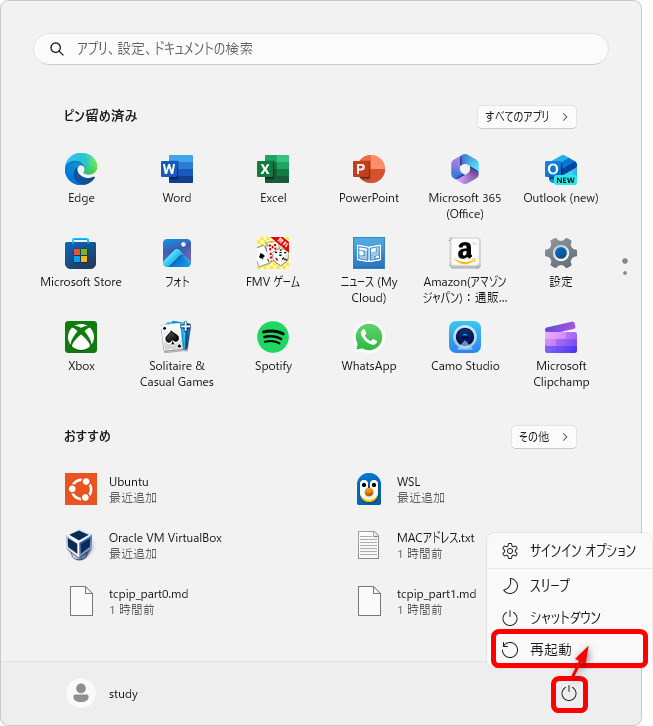 アプリ、設定、ドキュメントの検索
ピン留め済み
すべてのアプリ
Edge
Word
Excel
PowerPoint
Microsoft 365
(Office)
Outlook (new)
Microsoft Store
フォト
FMV ゲーム
ニュース (My
Cloud)
Amazon(アマゾン
ジャパン)：通販...
設定
Xbox
Solitaire &
Casual Games
Spotify
WhatsApp
Camo Studio
Microsoft
Clipchamp
おすすめ
その他
Ubuntu
最近追加
WSL
最近追加
Oracle VM VirtualBox
最近追加
MACアドレス.txt
1 時間前
tcpip_part0.md
1 時間前
tcpip_part1.md
1 時間前
サインイン オプション
スリープ
シャットダウン
再起動
study